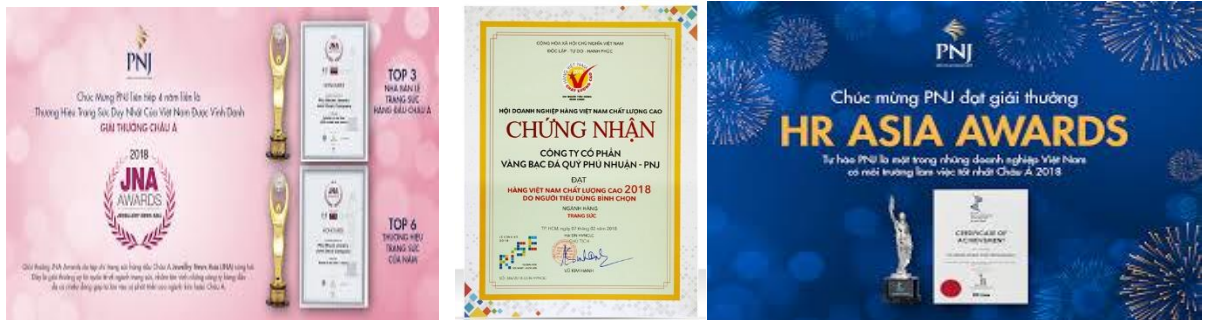 PNJ
Chúc Mừng PNJ liên tiếp 4 năm liền là
Thương Hiệu Trang Sức Duy Nhất Của Việt Nam Được Vinh Danh
GIẢI THƯỞNG CHÂU Á
2018
JNA
AWARDS
JEWELLERY NEWS ASIA
TOP 3
NHÀ BÁN LẺ
TRANG SỨC
HÀNG ĐẦU CHÂU Á
TOP 6
THƯƠNG HIỆU
TRANG SỨC
CỦA NĂM
CỘNG HÒA XÃ HỘI CHỦ NGHĨA VIỆT NAM
ĐỘC LẬP - TỰ DO - HẠNH PHÚC
HỘI DOANH NGHIỆP HÀNG VIỆT NAM CHẤT LƯỢNG CAO
CHỨNG NHẬN
CÔNG TY CỔ PHẦN
VÀNG BẠC ĐÁ QUÝ PHÚ NHUẬN - PNJ
ĐẠT
HÀNG VIỆT NAM CHẤT LƯỢNG CAO 2018
DO NGƯỜI TIÊU DÙNG BÌNH CHỌN
NGÀNH HÀNG
TRANG SỨC
VŨ KIM HẠNH
PNJ
Chúc mừng PNJ đạt giải thưởng
HR ASIA AWARDS
Tự hào PNJ là một trong những doanh nghiệp Việt Nam
có môi trường làm việc tốt nhất Châu Á 2018
CERTIFICATE OF
ACHIEVEMENT